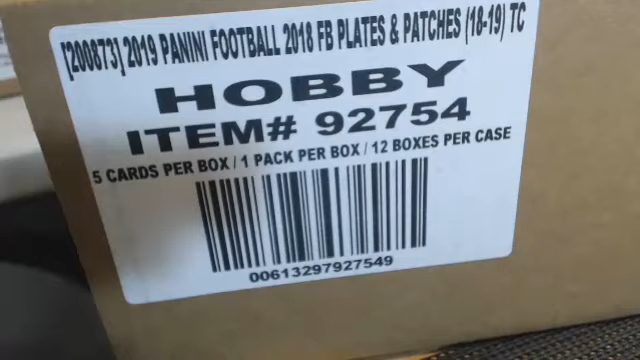 [200873] 2019 PANINI FOOTBALL 2018 FB PLATES & PATCHES (18-19) TC
HOBBY
ITEM# 92754
5 CARDS PER BOX / 1 PACK PER BOX / 12 BOXES PER CASE
00613297927549